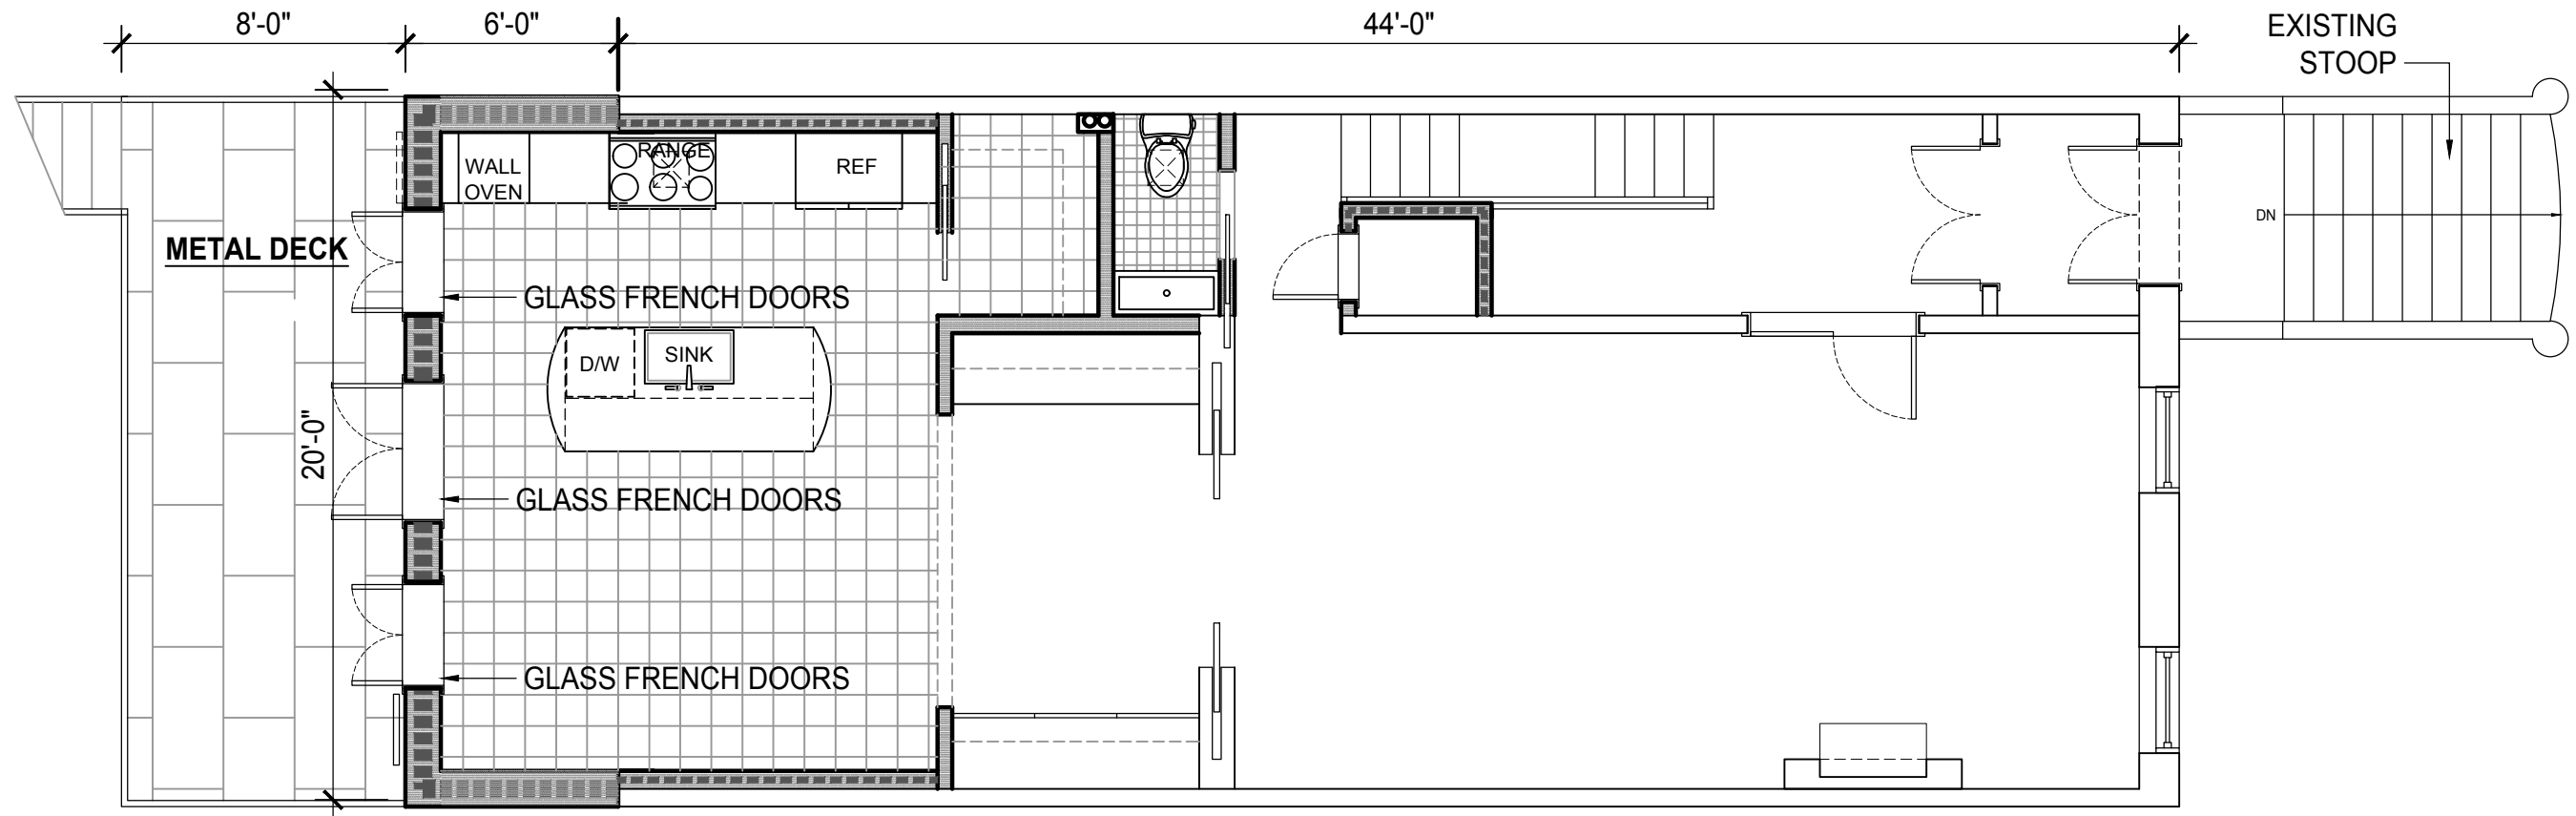 8'-0"
6'-0"
44'-0"
EXISTING
STOOP
WALL
OVEN
RANGE
REF
METAL DECK
DN
GLASS FRENCH DOORS
D/W
SINK
20'-0"
GLASS FRENCH DOORS
GLASS FRENCH DOORS